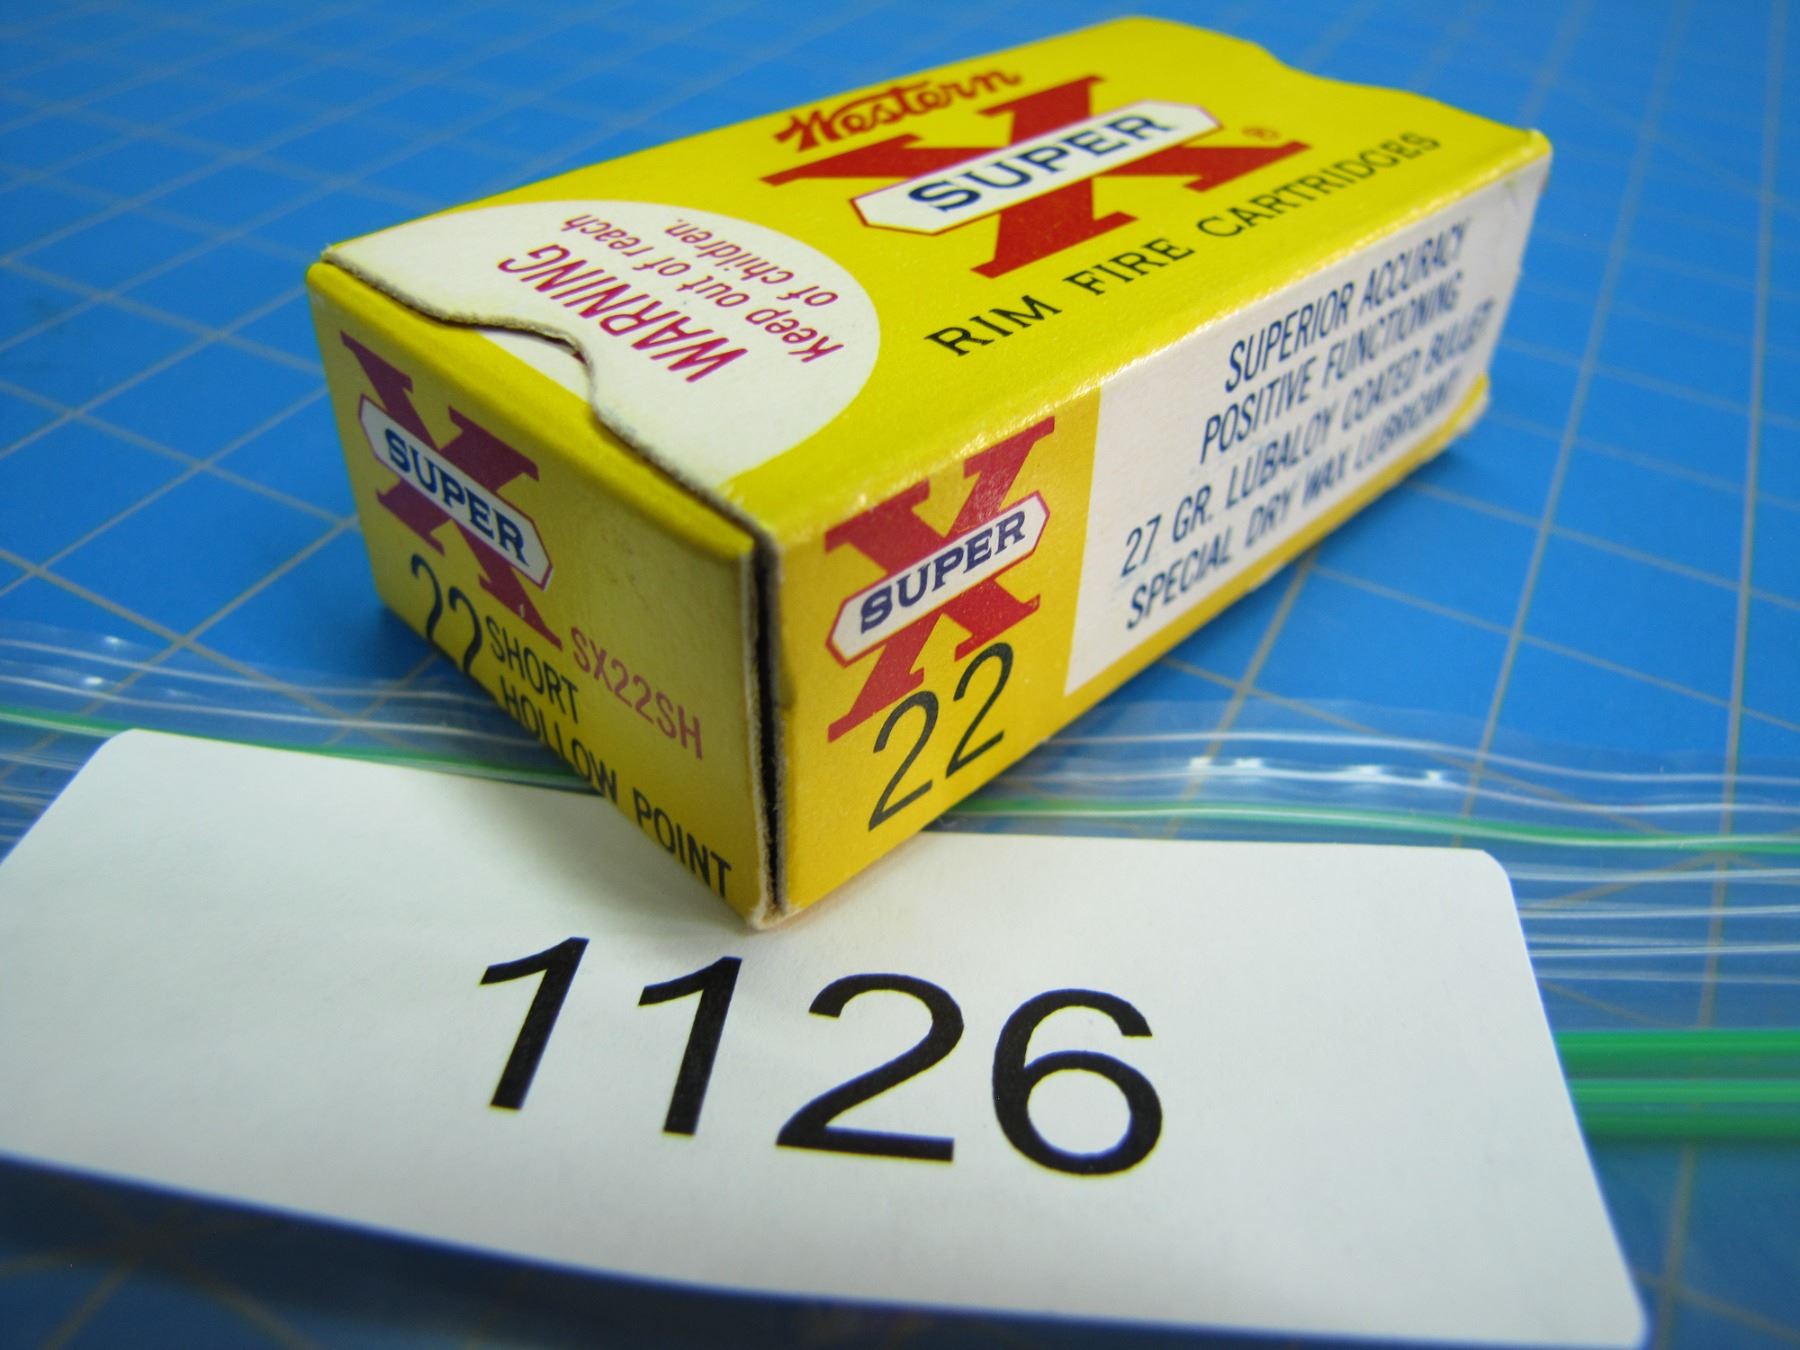 Western
SUPER X ®
RIM FIRE CARTRIDGES
WARNING
Keep out of reach
of children.
X
SUPER
22 SHORT
HOLLOW POINT
SX22SH
X
SUPER
22
SUPERIOR ACCURACY
POSITIVE FUNCTIONING
27 GR. LUBALOY COATED BULLET
SPECIAL DRY WAX LUBRICANT
1126